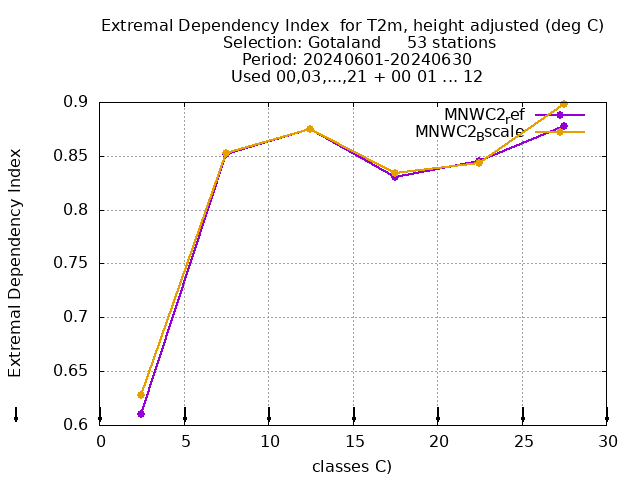 Extremal Dependency Index  for T2m, height adjusted (deg C)
Selection: Gotaland     53 stations
Period: 20240601-20240630
Used 00,03,...,21 + 00 01 ... 12
MNWC2_ref
MNWC2_Bscale
0.9
0.85
0.8
0.75
0.7
0.65
0.6
Extremal Dependency Index
0 5 10 15 20 25 30
classes C)